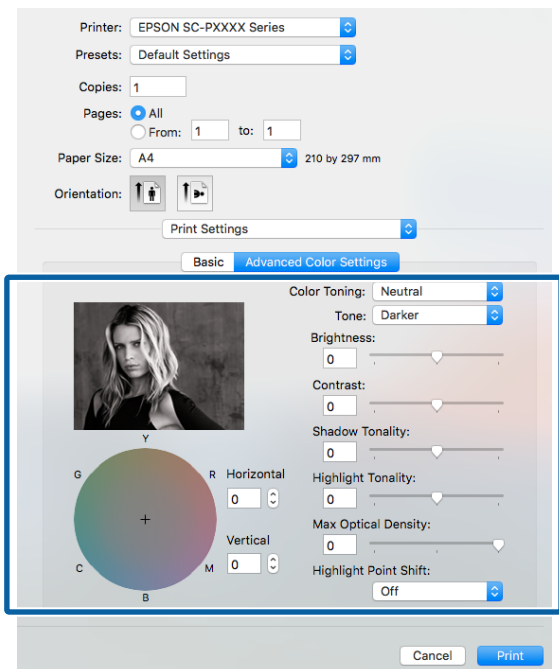 Printer: EPSON SC-PXXXX Series
Presets: Default Settings
Copies: 1
Pages: All
From: 1 to: 1
Paper Size: A4 210 by 297 mm
Orientation:
Print Settings
Basic Advanced Color Settings
Color Toning: Neutral
Tone: Darker
Brightness:
0
Contrast:
0
Shadow Tonality:
0
Highlight Tonality:
0
Max Optical Density:
0
Highlight Point Shift:
Off
Y
G R
C M
B
Horizontal
0
Vertical
0
Cancel Print